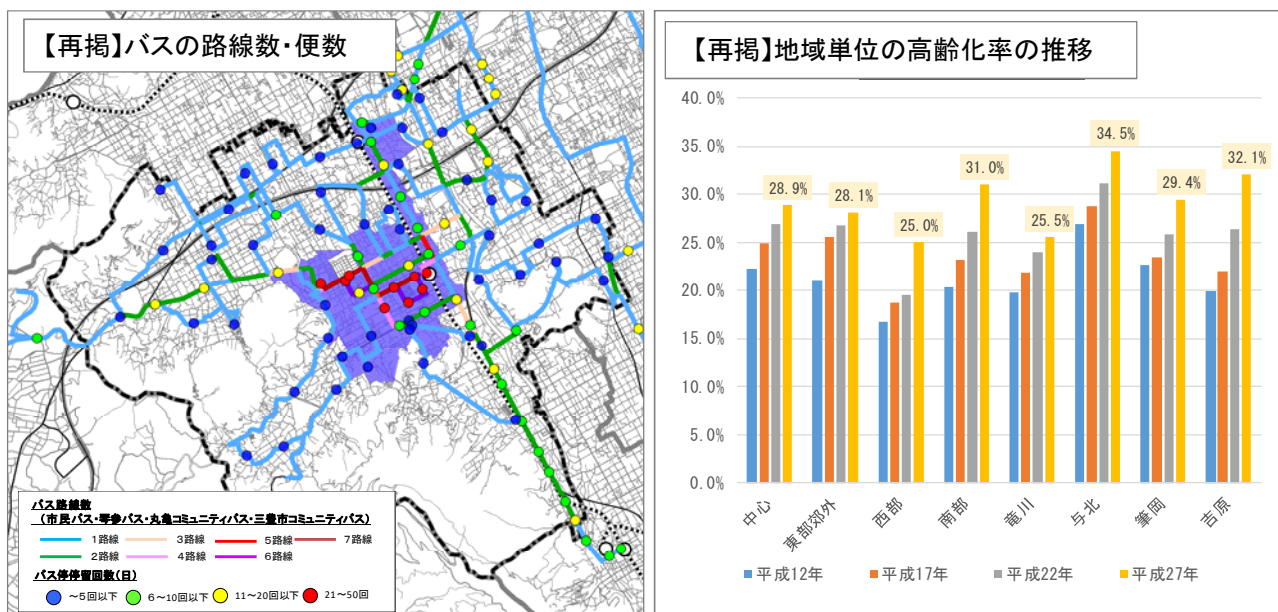 【再掲】バスの路線数・便数
バス路線数
(市民バス・琴参バス・丸亀コミュニティバス・三豊市コミュニティバス)
1路線
3路線
5路線
7路線
2路線
4路線
6路線
バス停停留回数(日)
~5回以下
6~10回以下
11~20回以下
21~50回
【再掲】地域単位の高齢化率の推移
40.0%
35.0%
30.0%
25.0%
20.0%
15.0%
10.0%
5.0%
0.0%
28.9%
28.1%
25.0%
31.0%
25.5%
34.5%
29.4%
32.1%
中心
東部郊外
西部
南部
竜川
与北
筆岡
吉原
平成12年
平成17年
平成22年
平成27年